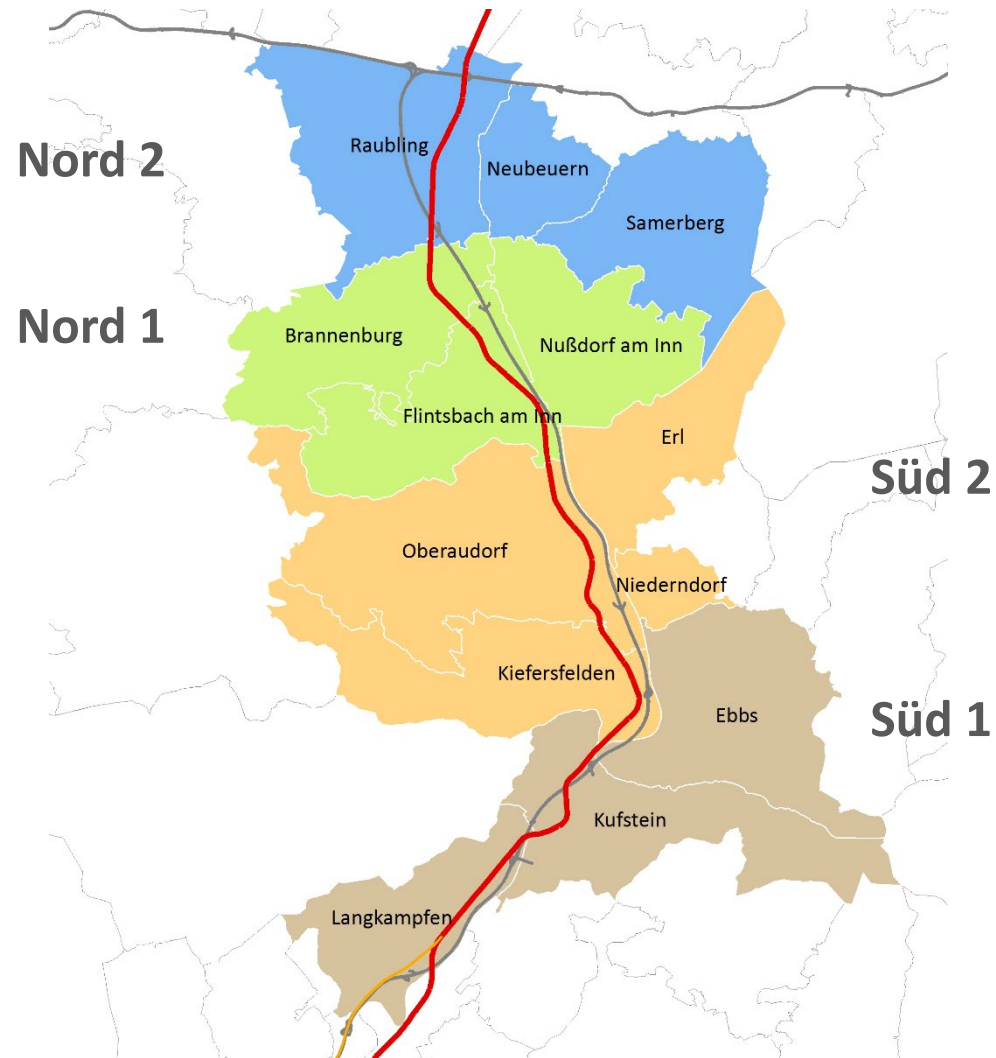 Nord 2
Raubling
Neubeuern
Samerberg
Nord 1
Brannenburg
Nußdorf am Inn
Flintsbach am Inn
Erl
Süd 2
Oberaudorf
Niederndorf
Kiefersfelden
Ebbs
Süd 1
Kufstein
Langkampfen